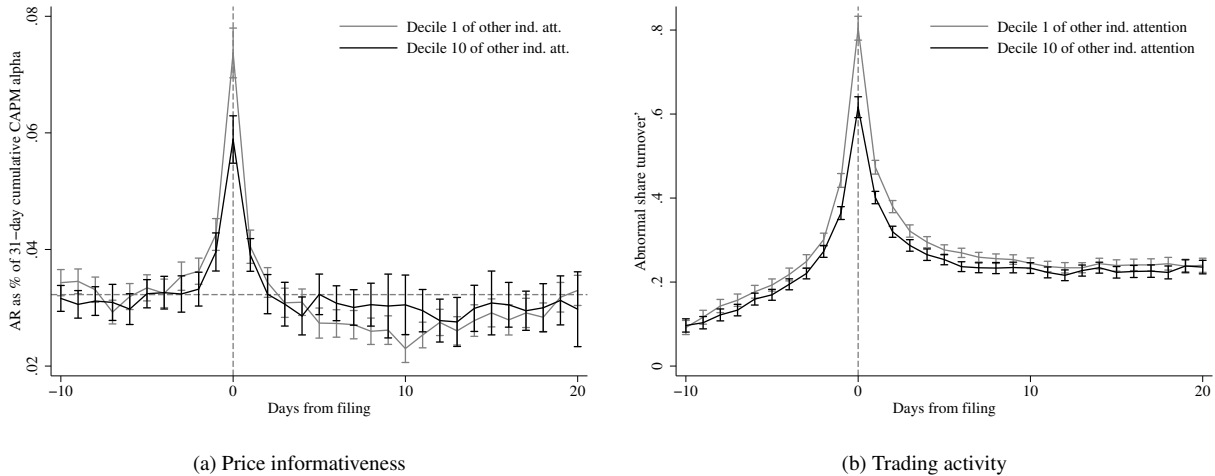 AR as % of 31−day cumulative CAPM alpha
.08
.06
.04
.02
Decile 1 of other ind. att.
Decile 10 of other ind. att.
−10
0
10
20
Days from filing
(a) Price informativeness
Abnormal share turnover'
.8
.6
.4
.2
0
Decile 1 of other ind. attention
Decile 10 of other ind. attention
−10
0
10
20
Days from filing
(b) Trading activity